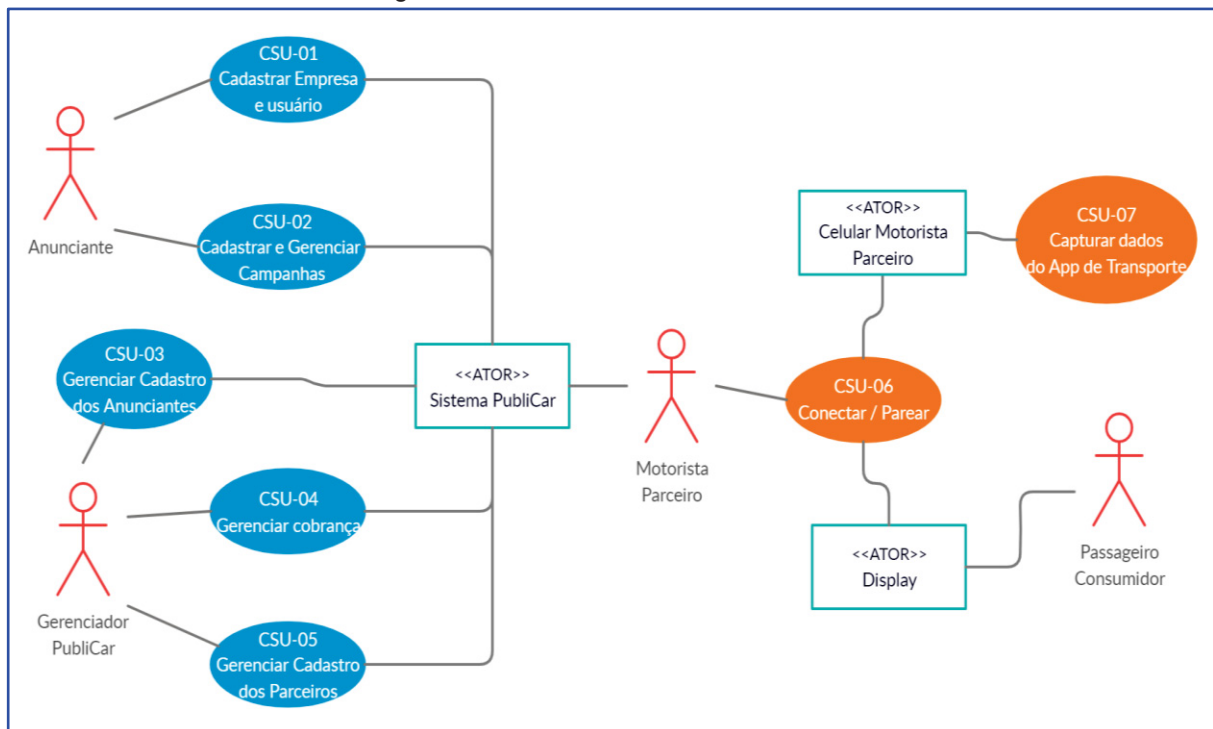 CSU-01
Cadastrar Empresa
e usuário
Anunciante
CSU-02
Cadastrar e Gerenciar
Campanhas
CSU-03
Gerenciar Cadastro
dos Anunciantes
CSU-04
Gerenciar cobrança
Gerenciador
PubliCar
CSU-05
Gerenciar Cadastro
dos Parceiros
<<ATOR>>
Sistema PubliCar
Motorista
Parceiro
<<ATOR>>
Celular Motorista
Parceiro
CSU-07
Capturar dados
do App de Transporte
CSU-06
Conectar / Parear
<<ATOR>>
Display
Passageiro
Consumidor